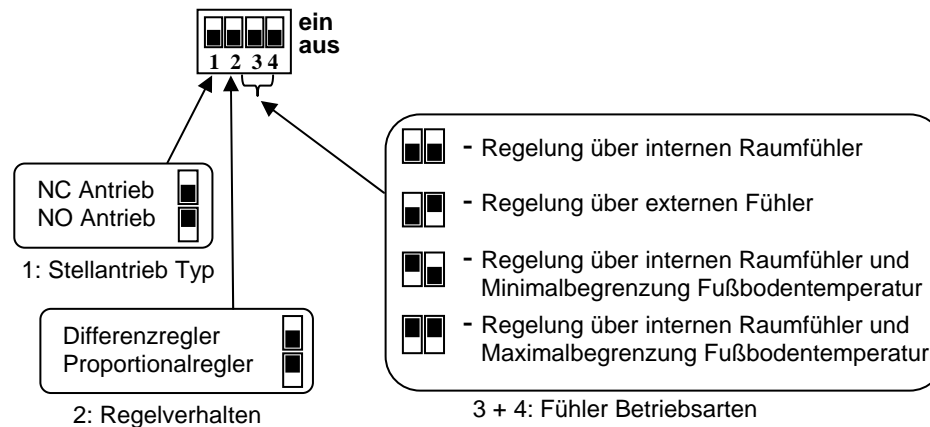 ein
aus
1 2 3 4
NC Antrieb
NO Antrieb
1: Stellantrieb Typ
Differenzregler
Proportionalregler
2: Regelverhalten
- Regelung über internen Raumfühler
- Regelung über externen Fühler
- Regelung über internen Raumfühler und
Minimalbegrenzung Fußbodentemperatur
- Regelung über internen Raumfühler und
Maximalbegrenzung Fußbodentemperatur
3 + 4: Fühler Betriebsarten